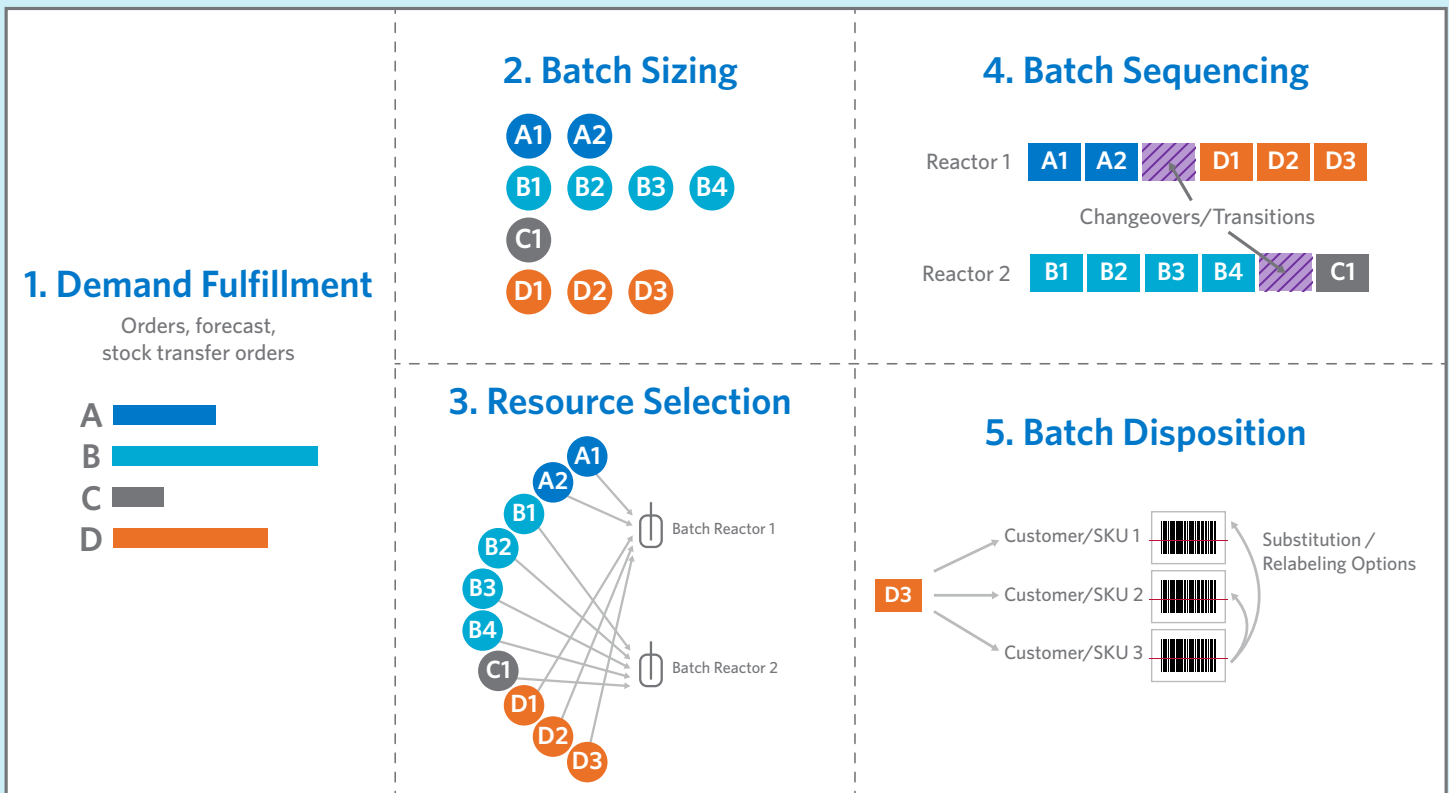 1. Demand Fulfillment
Orders, forecast,
stock transfer orders
A
B
C
D
2. Batch Sizing
A1 A2
B1 B2 B3 B4
C1
D1 D2 D3
3. Resource Selection
A1
A2
B1
B2
B3
B4
C1
D1
D2
D3
Batch Reactor 1
Batch Reactor 2
4. Batch Sequencing
Reactor 1 A1 A2 D1 D2 D3
Changeovers/Transitions
Reactor 2 B1 B2 B3 B4 C1
5. Batch Disposition
D3
Customer/SKU 1
Customer/SKU 2
Customer/SKU 3
Substitution /
Relabeling Options